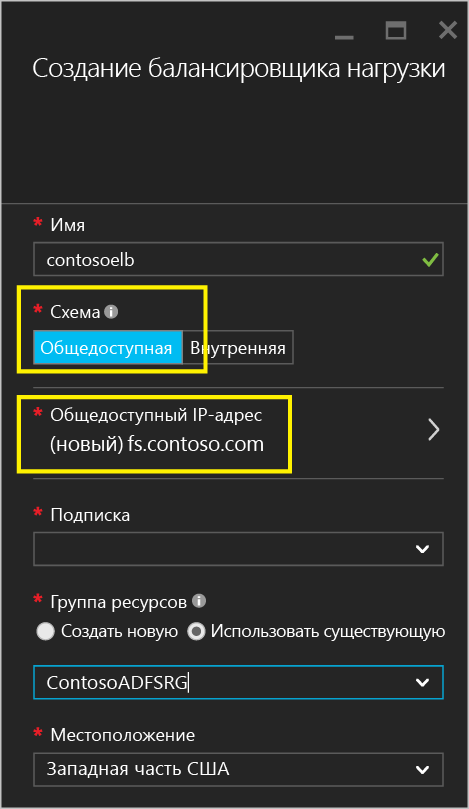 Создание балансировщика нагрузки
* Имя
contosoelb
* Схема
Общедоступная Внутренняя
* Общедоступный IP-адрес
(новый) fs.contoso.com
* Подписка
* Группа ресурсов
Создать новую Использовать существующую
ContosoADFSRG
* Местоположение
Западная часть США